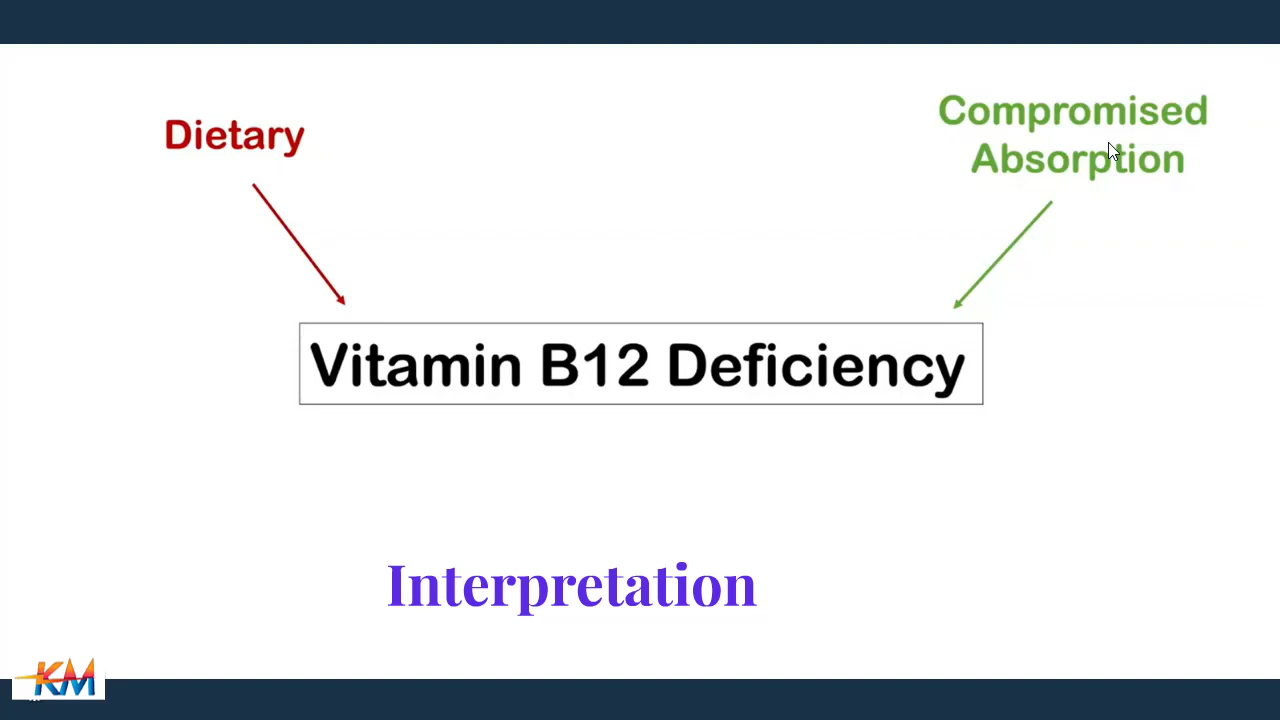 Dietary
Compromised
Absorption
Vitamin B12 Deficiency
Interpretation
KM